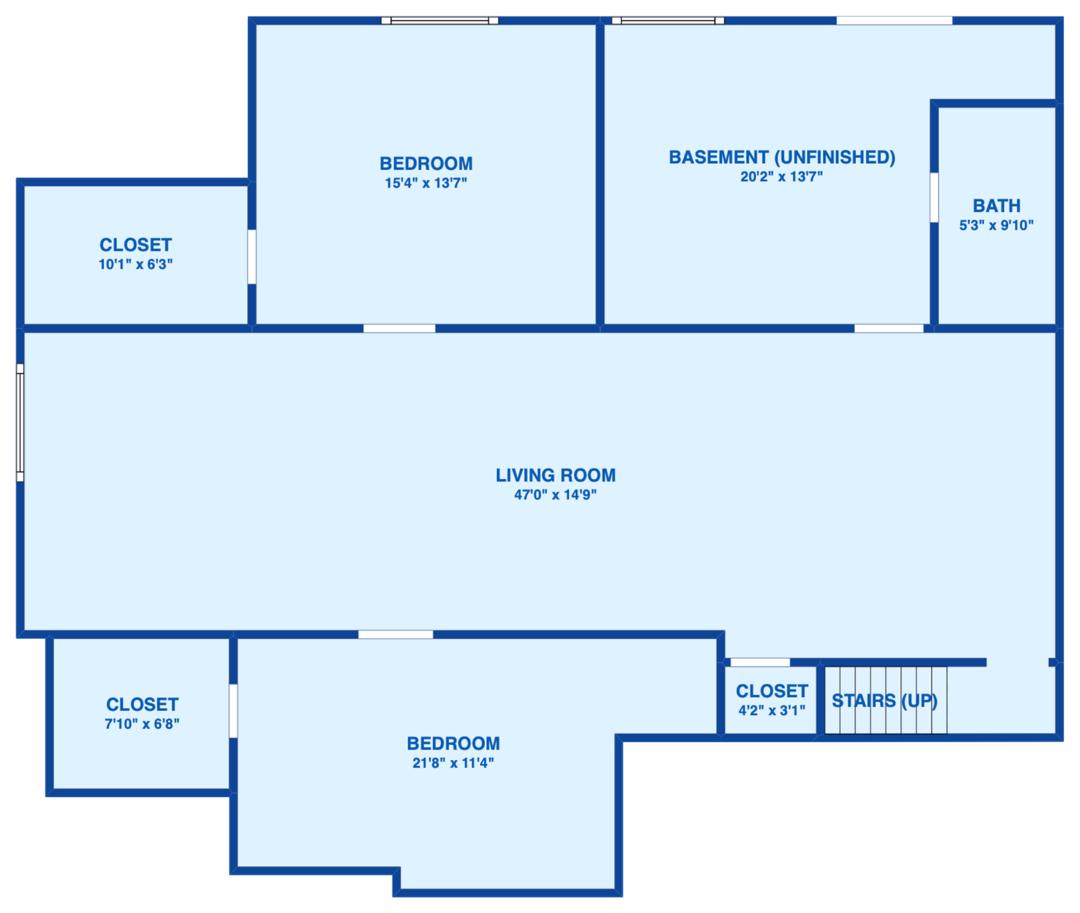 BEDROOM
15'4" x 13'7"
BASEMENT (UNFINISHED)
20'2" x 13'7"
BATH
5'3" x 9'10"
CLOSET
10'1" x 6'3"
LIVING ROOM
47'0" x 14'9"
CLOSET
7'10" x 6'8"
BEDROOM
21'8" x 11'4"
CLOSET
4'2" x 3'1"
STAIRS (UP)